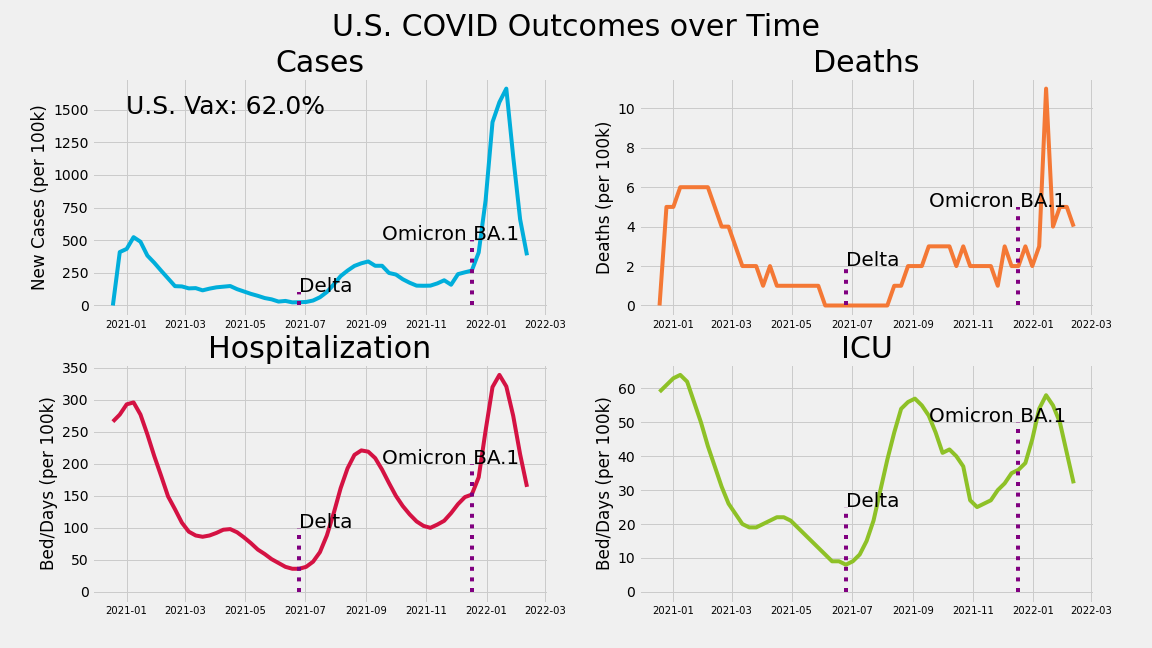 U.S. COVID Outcomes over Time
Cases
New Cases (per 100k)
1500
1250
1000
750
500
250
0
U.S. Vax: 62.0%
Omicron BA.1
Delta
2021-01 2021-03 2021-05 2021-07 2021-09 2021-11 2022-01 2022-03
Deaths
Deaths (per 100k)
10
8
6
4
2
0
Omicron BA.1
Delta
2021-01 2021-03 2021-05 2021-07 2021-09 2021-11 2022-01 2022-03
Hospitalization
Bed/Days (per 100k)
350
300
250
200
150
100
50
0
Omicron BA.1
Delta
2021-01 2021-03 2021-05 2021-07 2021-09 2021-11 2022-01 2022-03
ICU
Bed/Days (per 100k)
60
50
40
30
20
10
0
Omicron BA.1
Delta
2021-01 2021-03 2021-05 2021-07 2021-09 2021-11 2022-01 2022-03